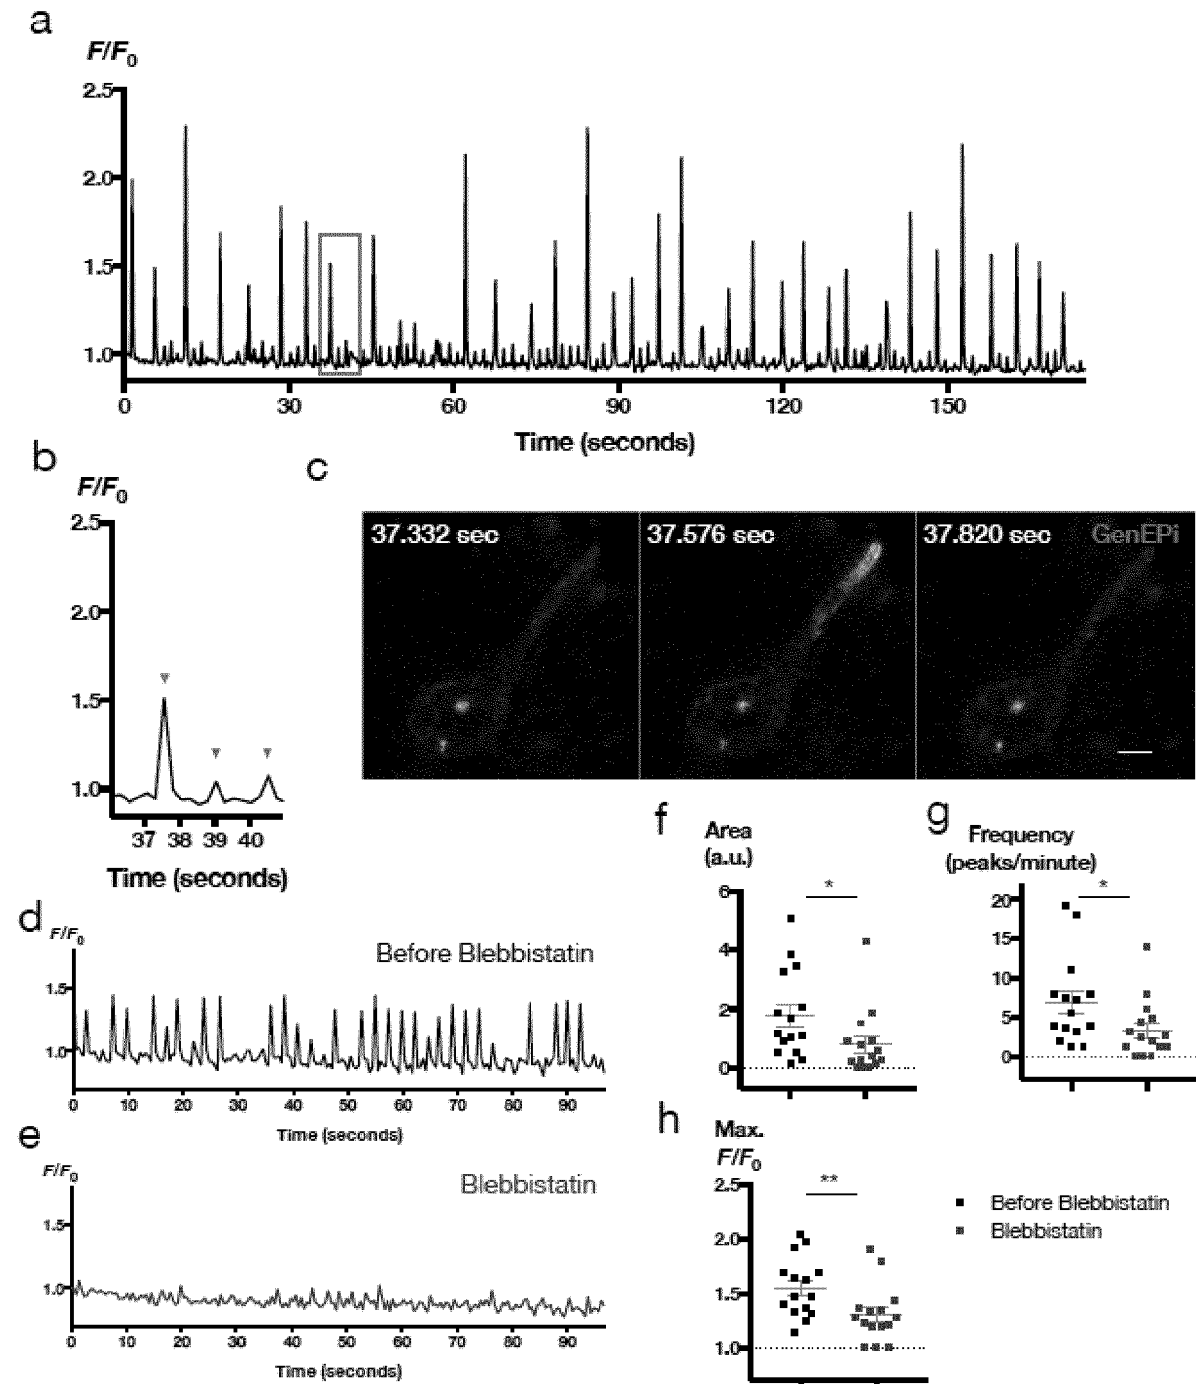 a
F/F0
2.5
2.0
1.5
1.0
0 30 60 90 120 150
Time (seconds)
b
F/F0
2.5
2.0
1.5
1.0
37 38 39 40
Time (seconds)
c
37.332 sec
37.576 sec
37.820 sec
GenEPi
d
F/F0
Before Blebbistatin
1.5
1.0
0 10 20 30 40 50 60 70 80 90
Time (seconds)
e
F/F0
Blebbistatin
1.5
1.0
0 10 20 30 40 50 60 70 80 90
Time (seconds)
f
Area
(a.u.)
*
6
4
2
0
g
Frequency
(peaks/minute)
*
20
15
10
5
0
h
Max.
F/F0
**
2.5
2.0
1.5
1.0
Before Blebbistatin
Blebbistatin